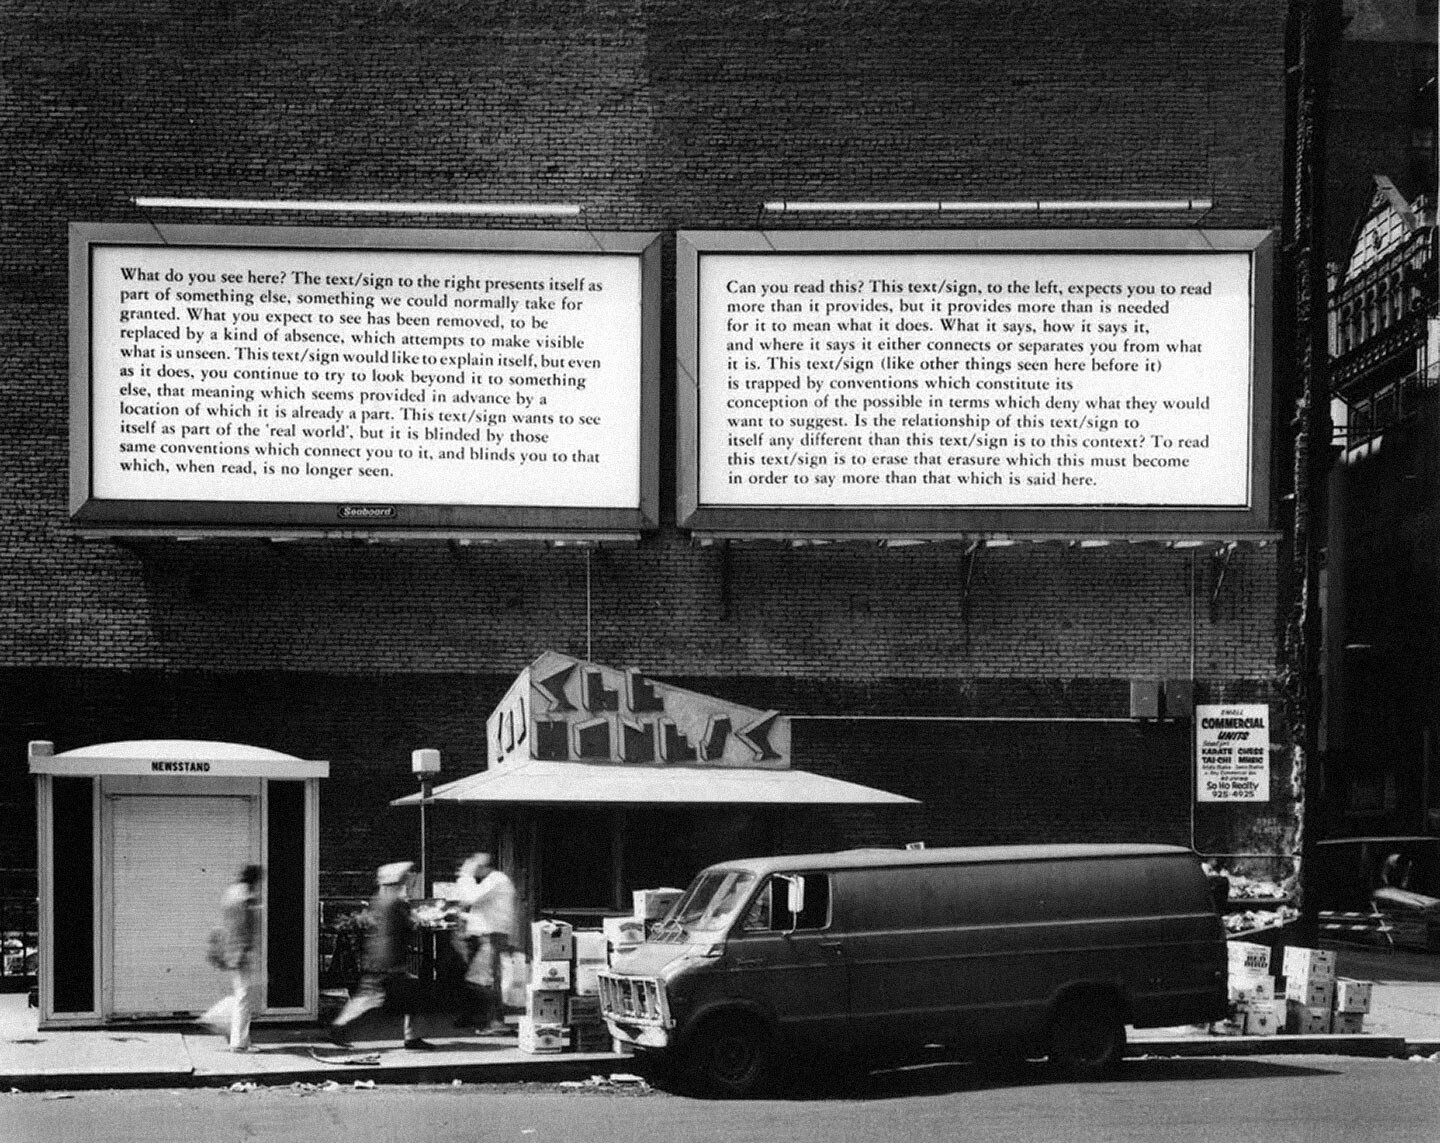 What do you see here? The text/sign to the right presents itself as
part of something else, something we could normally take for
granted. What you expect to see has been removed, to be
replaced by a kind of absence, which attempts to make visible
what is unseen. This text/sign would like to explain itself, but even
as it does, you continue to try to look beyond it to something
else, that meaning which seems provided in advance by a
location of which it is already a part. This text/sign wants to see
itself as part of the 'real world', but it is blinded by those
same conventions which connect you to it, and blinds you to that
which, when read, is no longer seen.
Seaboard
Can you read this? This text/sign, to the left, expects you to read
more than it provides, but it provides more than is needed
for it to mean what it does. What it says, how it says it,
and where it says it either connects or separates you from what
it is. This text/sign (like other things seen here before it)
is trapped by conventions which constitute its
conception of the possible in terms which deny what they would
want to suggest. Is the relationship of this text/sign to
itself any different than this text/sign is to this context? To read
this text/sign is to erase that erasure which this must become
in order to say more than that which is said here.
NEWSSTAND
SMALL
COMMERCIAL
UNITS
KARATE CHESS
TAI-CHI MUSIC
So Ho Realty
925-4925
RED
BIRD